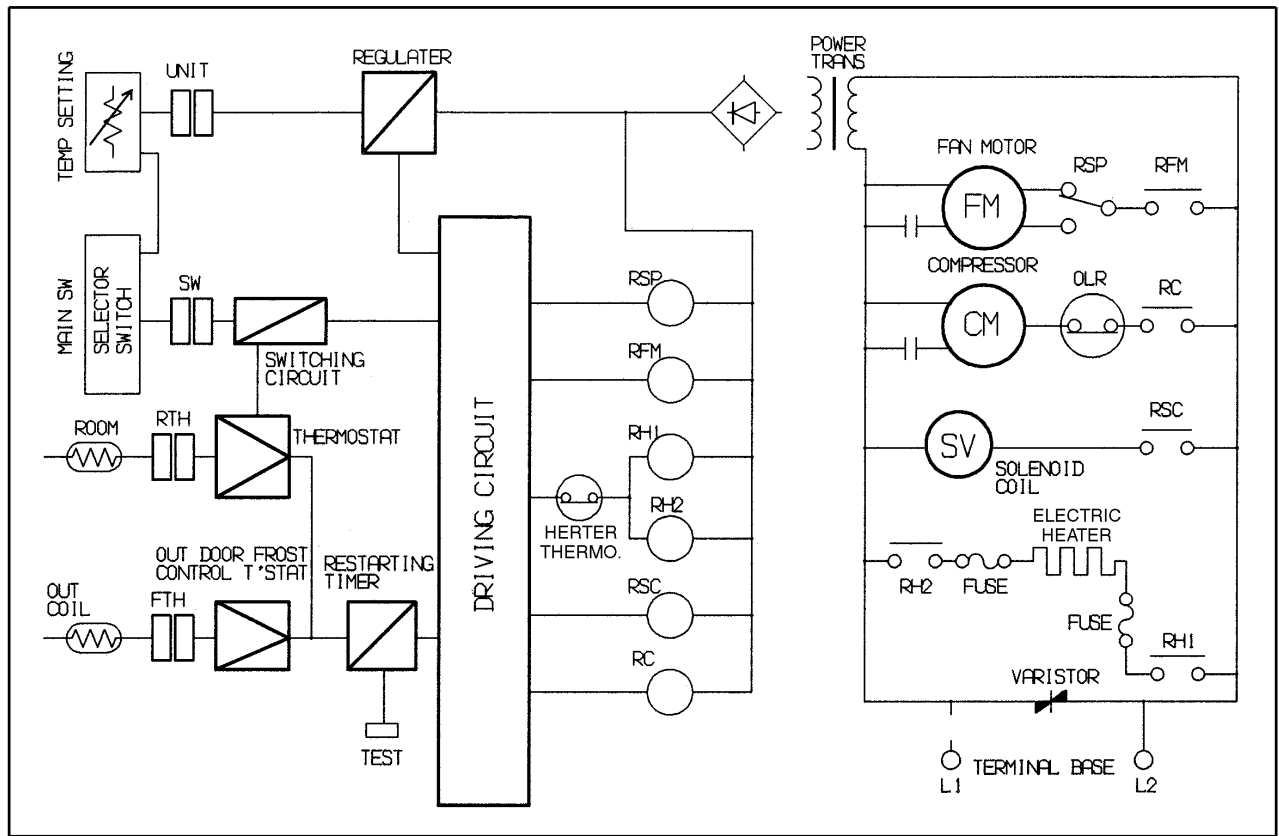 TEMP SETTING
UNIT
REGULATER
POWER
TRANS
FAN MOTOR
RSP
RFM
FM
COMPRESSOR
OLR
RC
CM
MAIN SW
SELECTOR
SWITCH
SW
SWITCHING
CIRCUIT
ROOM
RTH
THERMOSTAT
OUT DOOR FROST
CONTROL T'STAT
RESTARTING
TIMER
OUT
COIL
FTH
TEST
DRIVING CIRCUIT
RSP
RFM
RH1
RH2
HERTER
THERMO.
RSC
RC
SV
SOLENOID
COIL
RSC
ELECTRIC
HEATER
RH2
FUSE
FUSE
RH1
VARISTOR
L1
TERMINAL BASE
L2